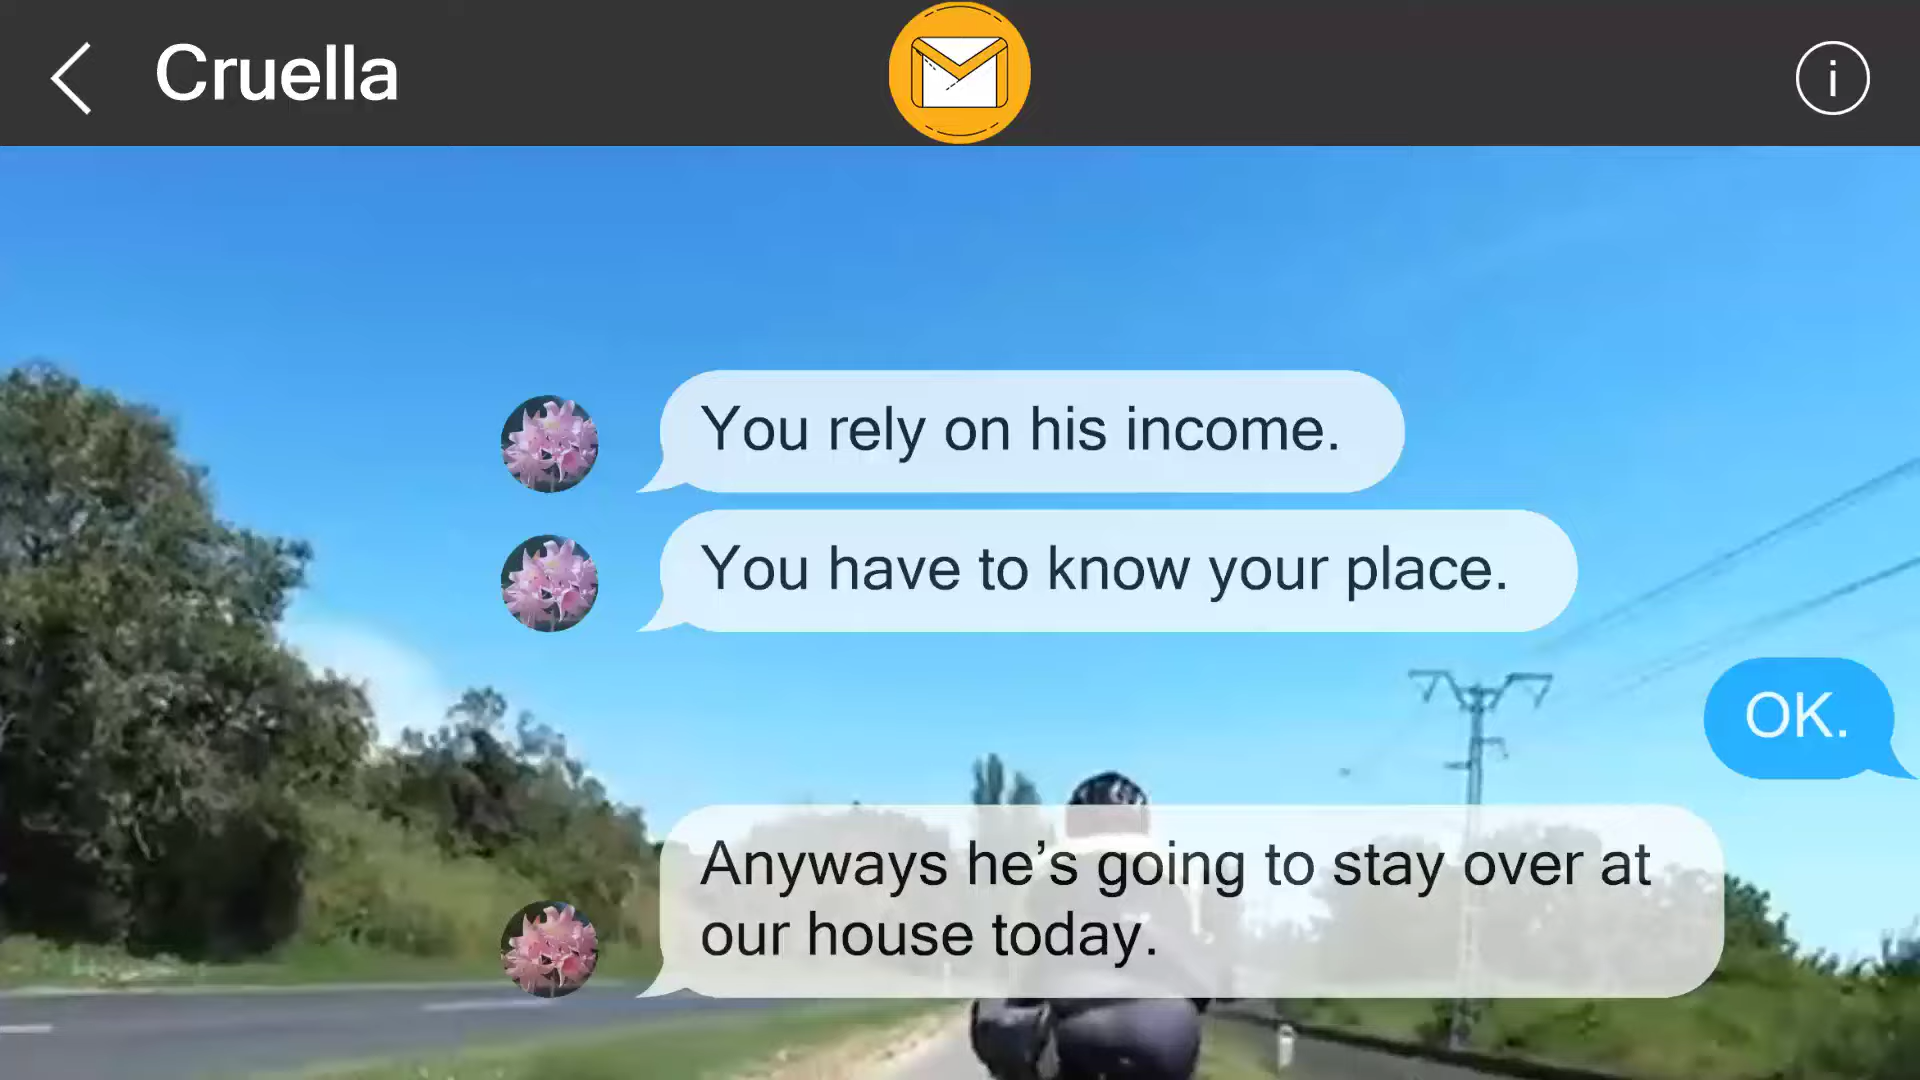 Cruella
You rely on his income.
You have to know your place.
OK.
Anyways he’s going to stay over at
our house today.